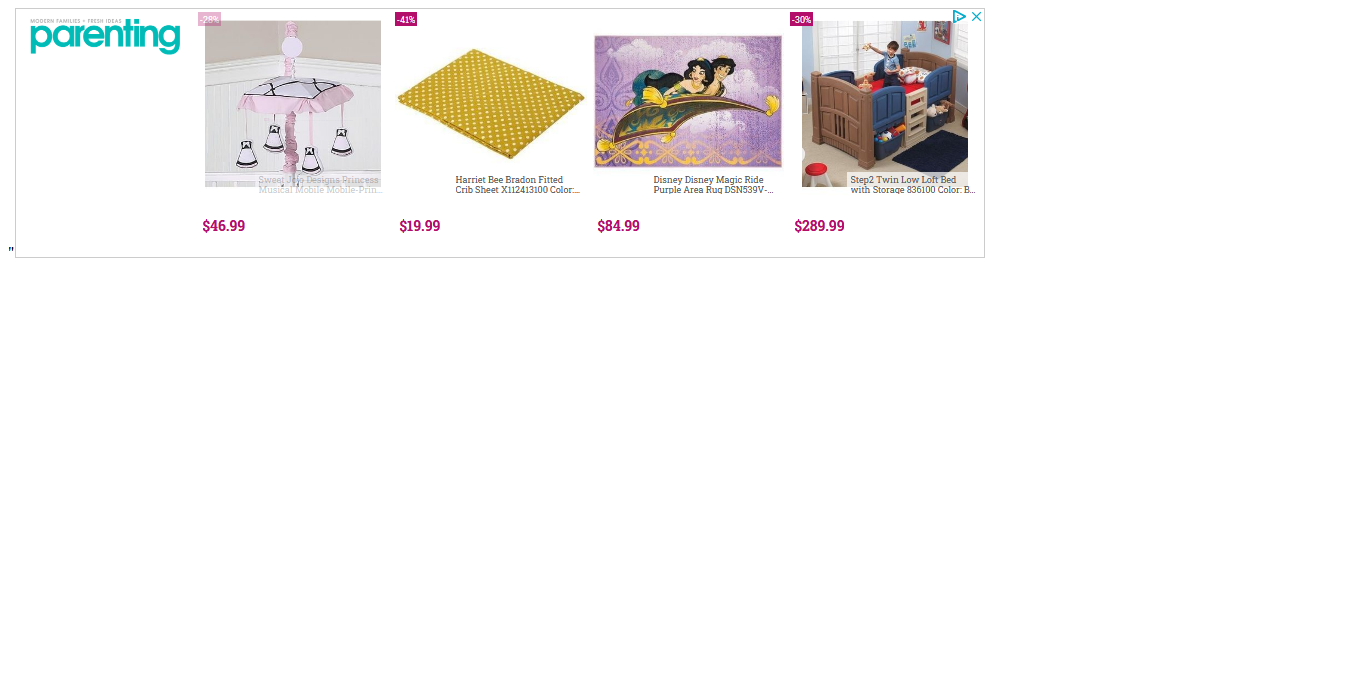 MODERN FAMILIES • FRESH IDEAS
parenting
-28%
Sweet Jojo Designs Princess
Musical Mobile Mobile-Prin...
$46.99
-41%
Harriet Bee Bradon Fitted
Crib Sheet X112413100 Color:...
$19.99
Disney Disney Magic Ride
Purple Area Rug DSN539V-...
$84.99
-30%
Step2 Twin Low Loft Bed
with Storage 836100 Color: B...
$289.99
"